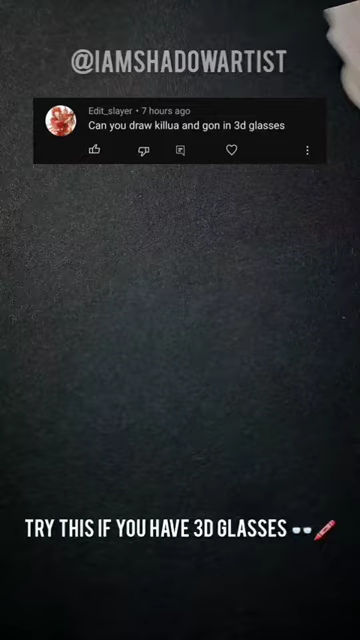 @IAMSHADOWARTIST
Edit_slayer • 7 hours ago
Can you draw killua and gon in 3d glasses
TRY THIS IF YOU HAVE 3D GLASSES 👓🖍️